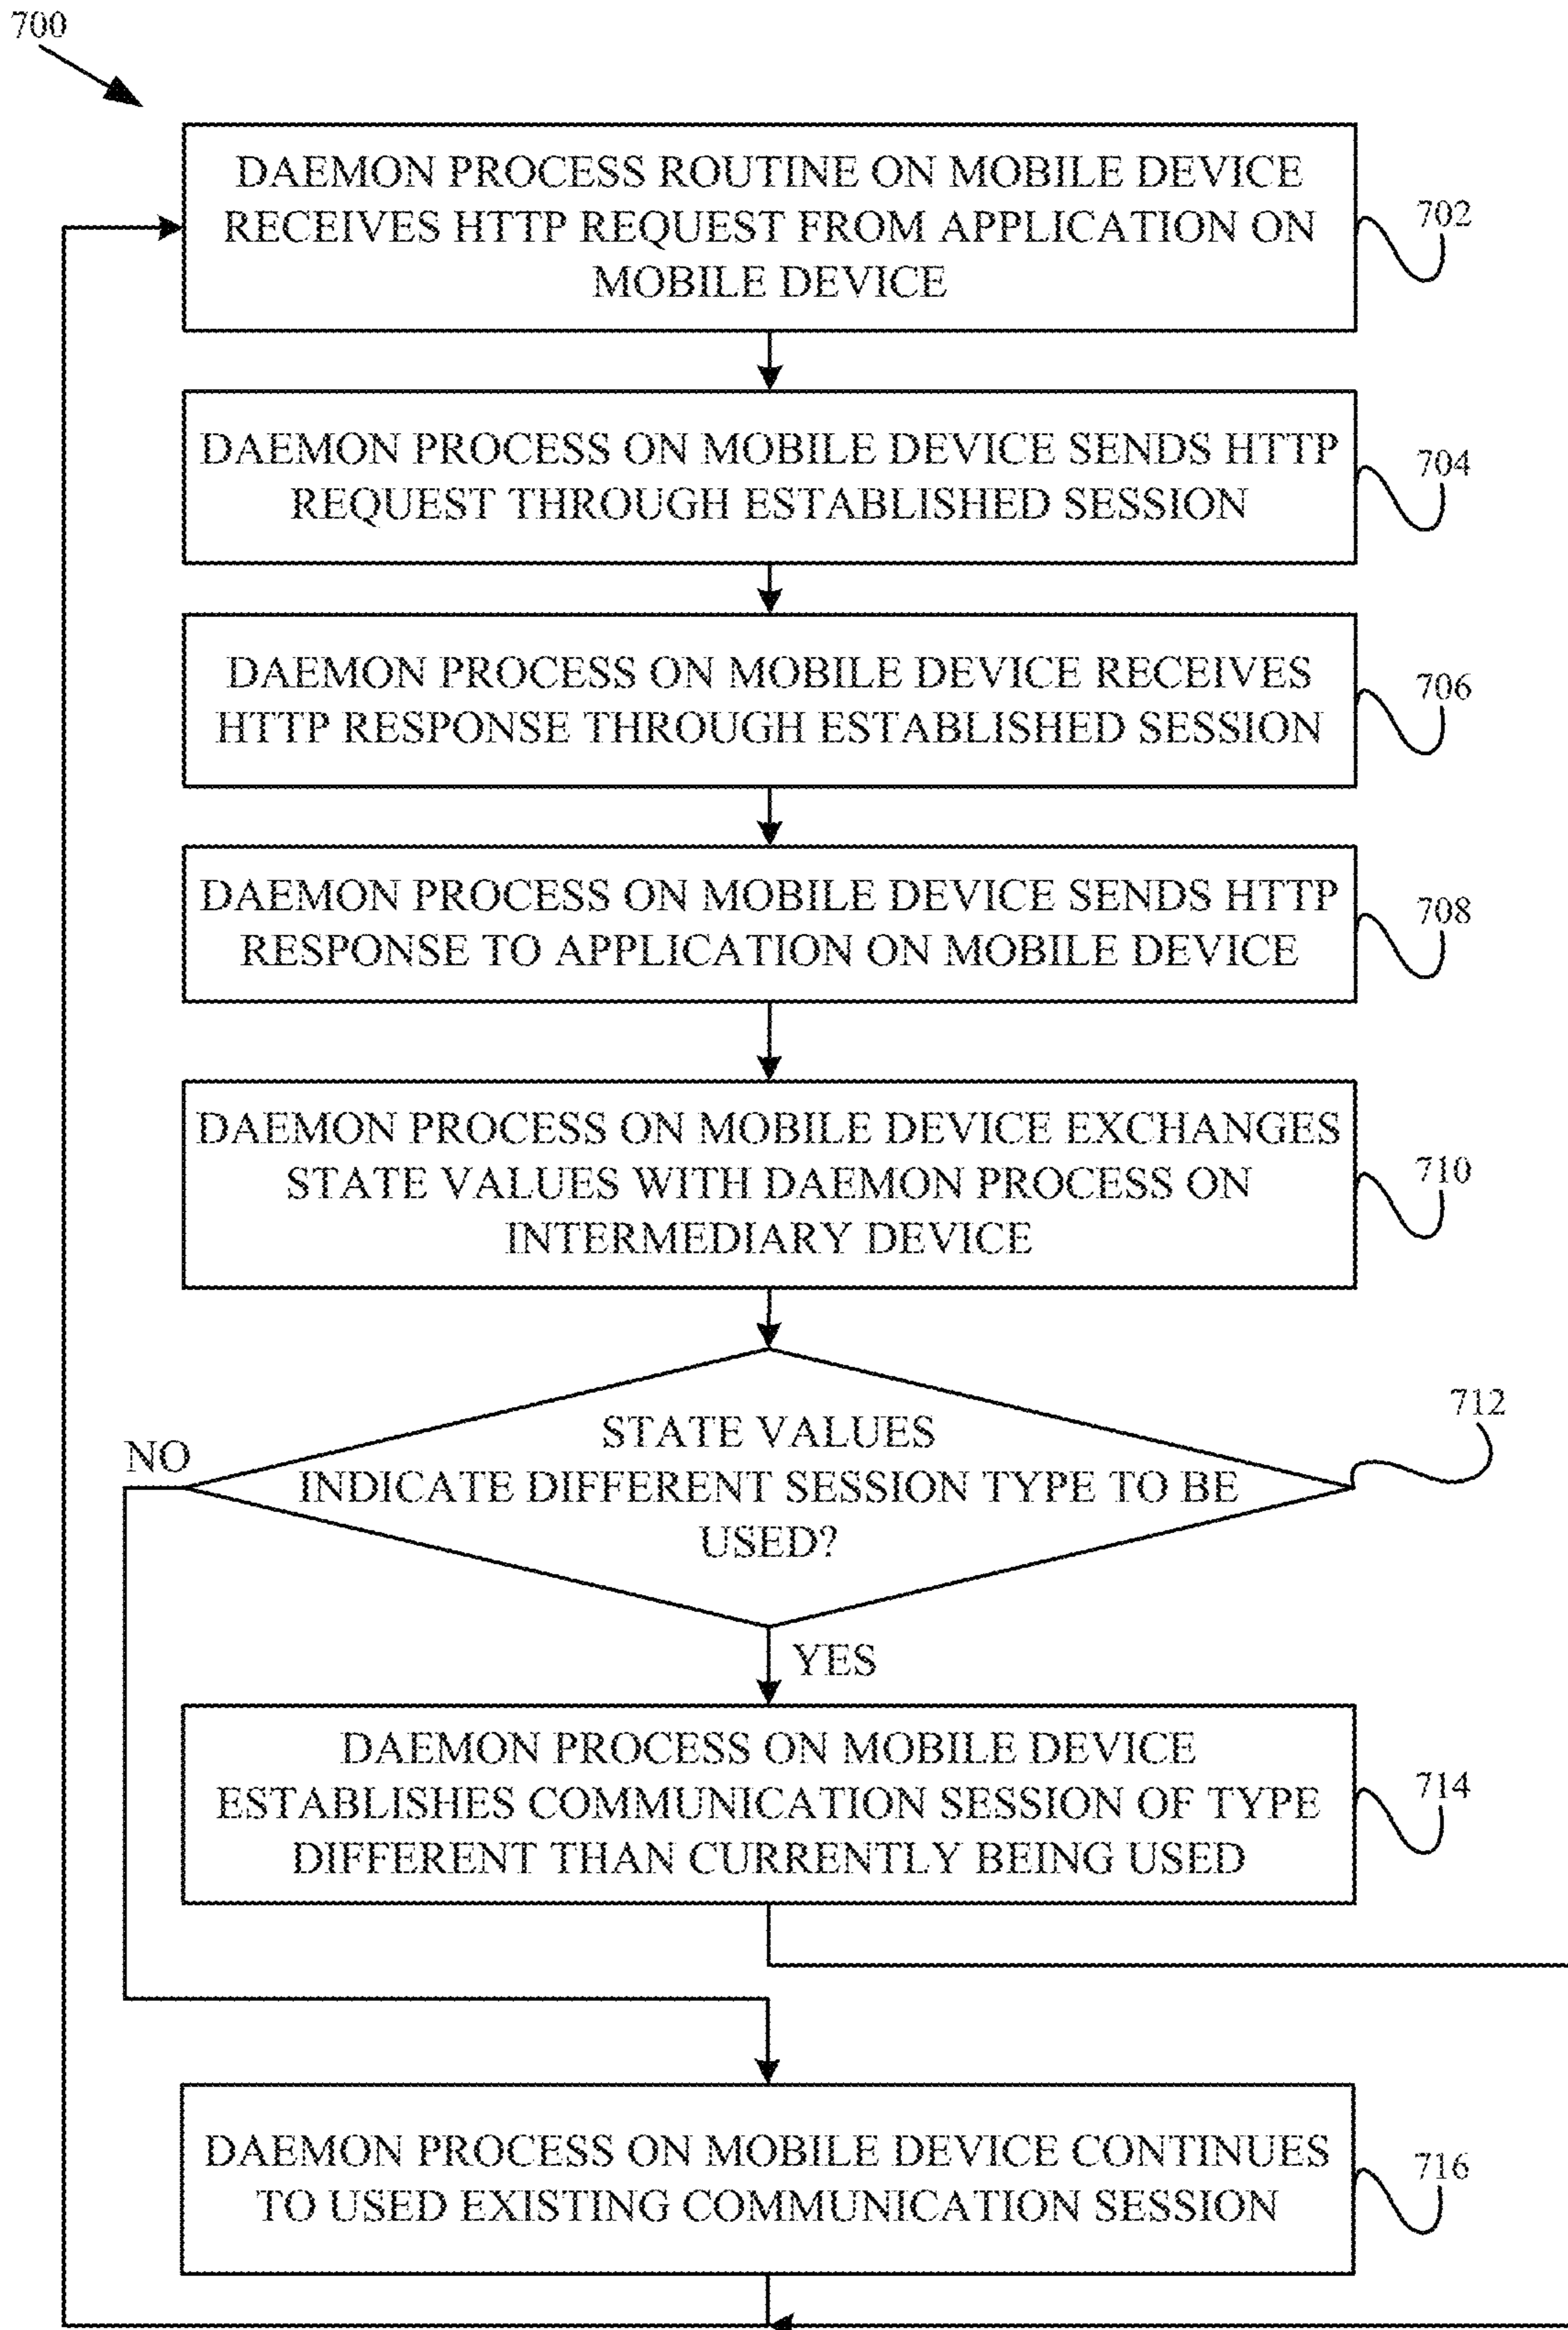 700
DAEMON PROCESS ROUTINE ON MOBILE DEVICE
RECEIVES HTTP REQUEST FROM APPLICATION ON
MOBILE DEVICE
702
DAEMON PROCESS ON MOBILE DEVICE SENDS HTTP
REQUEST THROUGH ESTABLISHED SESSION
704
DAEMON PROCESS ON MOBILE DEVICE RECEIVES
HTTP RESPONSE THROUGH ESTABLISHED SESSION
706
DAEMON PROCESS ON MOBILE DEVICE SENDS HTTP
RESPONSE TO APPLICATION ON MOBILE DEVICE
708
DAEMON PROCESS ON MOBILE DEVICE EXCHANGES
STATE VALUES WITH DAEMON PROCESS ON
INTERMEDIARY DEVICE
710
STATE VALUES
INDICATE DIFFERENT SESSION TYPE TO BE
USED?
712
NO
YES
DAEMON PROCESS ON MOBILE DEVICE
ESTABLISHES COMMUNICATION SESSION OF TYPE
DIFFERENT THAN CURRENTLY BEING USED
714
DAEMON PROCESS ON MOBILE DEVICE CONTINUES
TO USED EXISTING COMMUNICATION SESSION
716